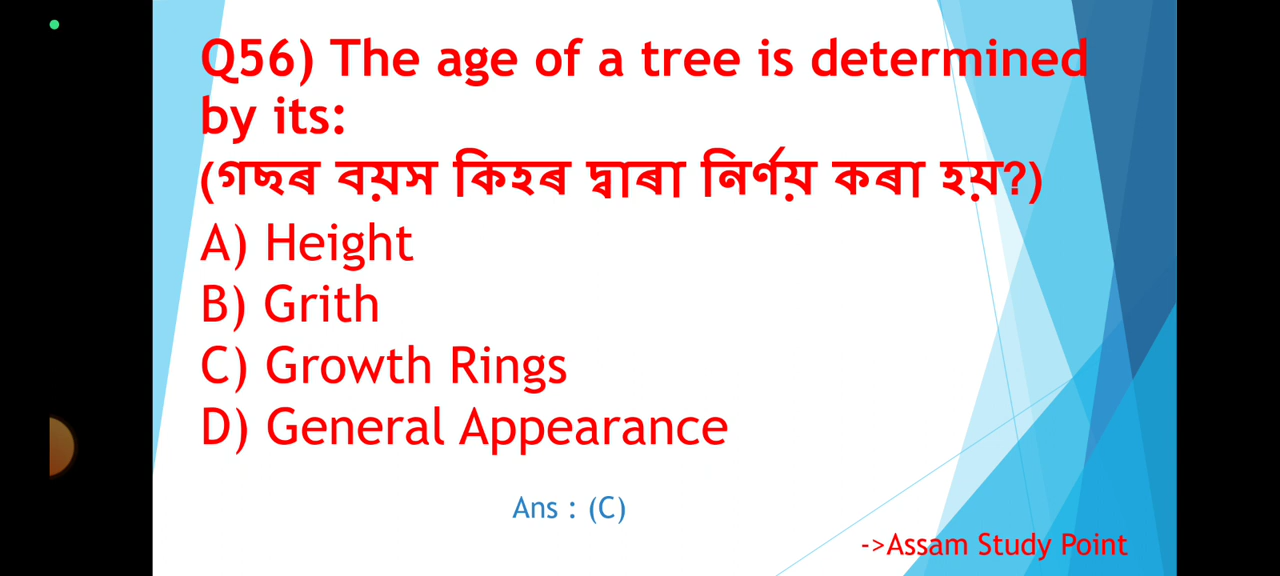 Q56) The age of a tree is determined
by its:
(গছৰ বয়স কিহৰ দ্বাৰা নিৰ্ণয় কৰা হয়?)
A) Height
B) Grith
C) Growth Rings
D) General Appearance
Ans : (C)
->Assam Study Point